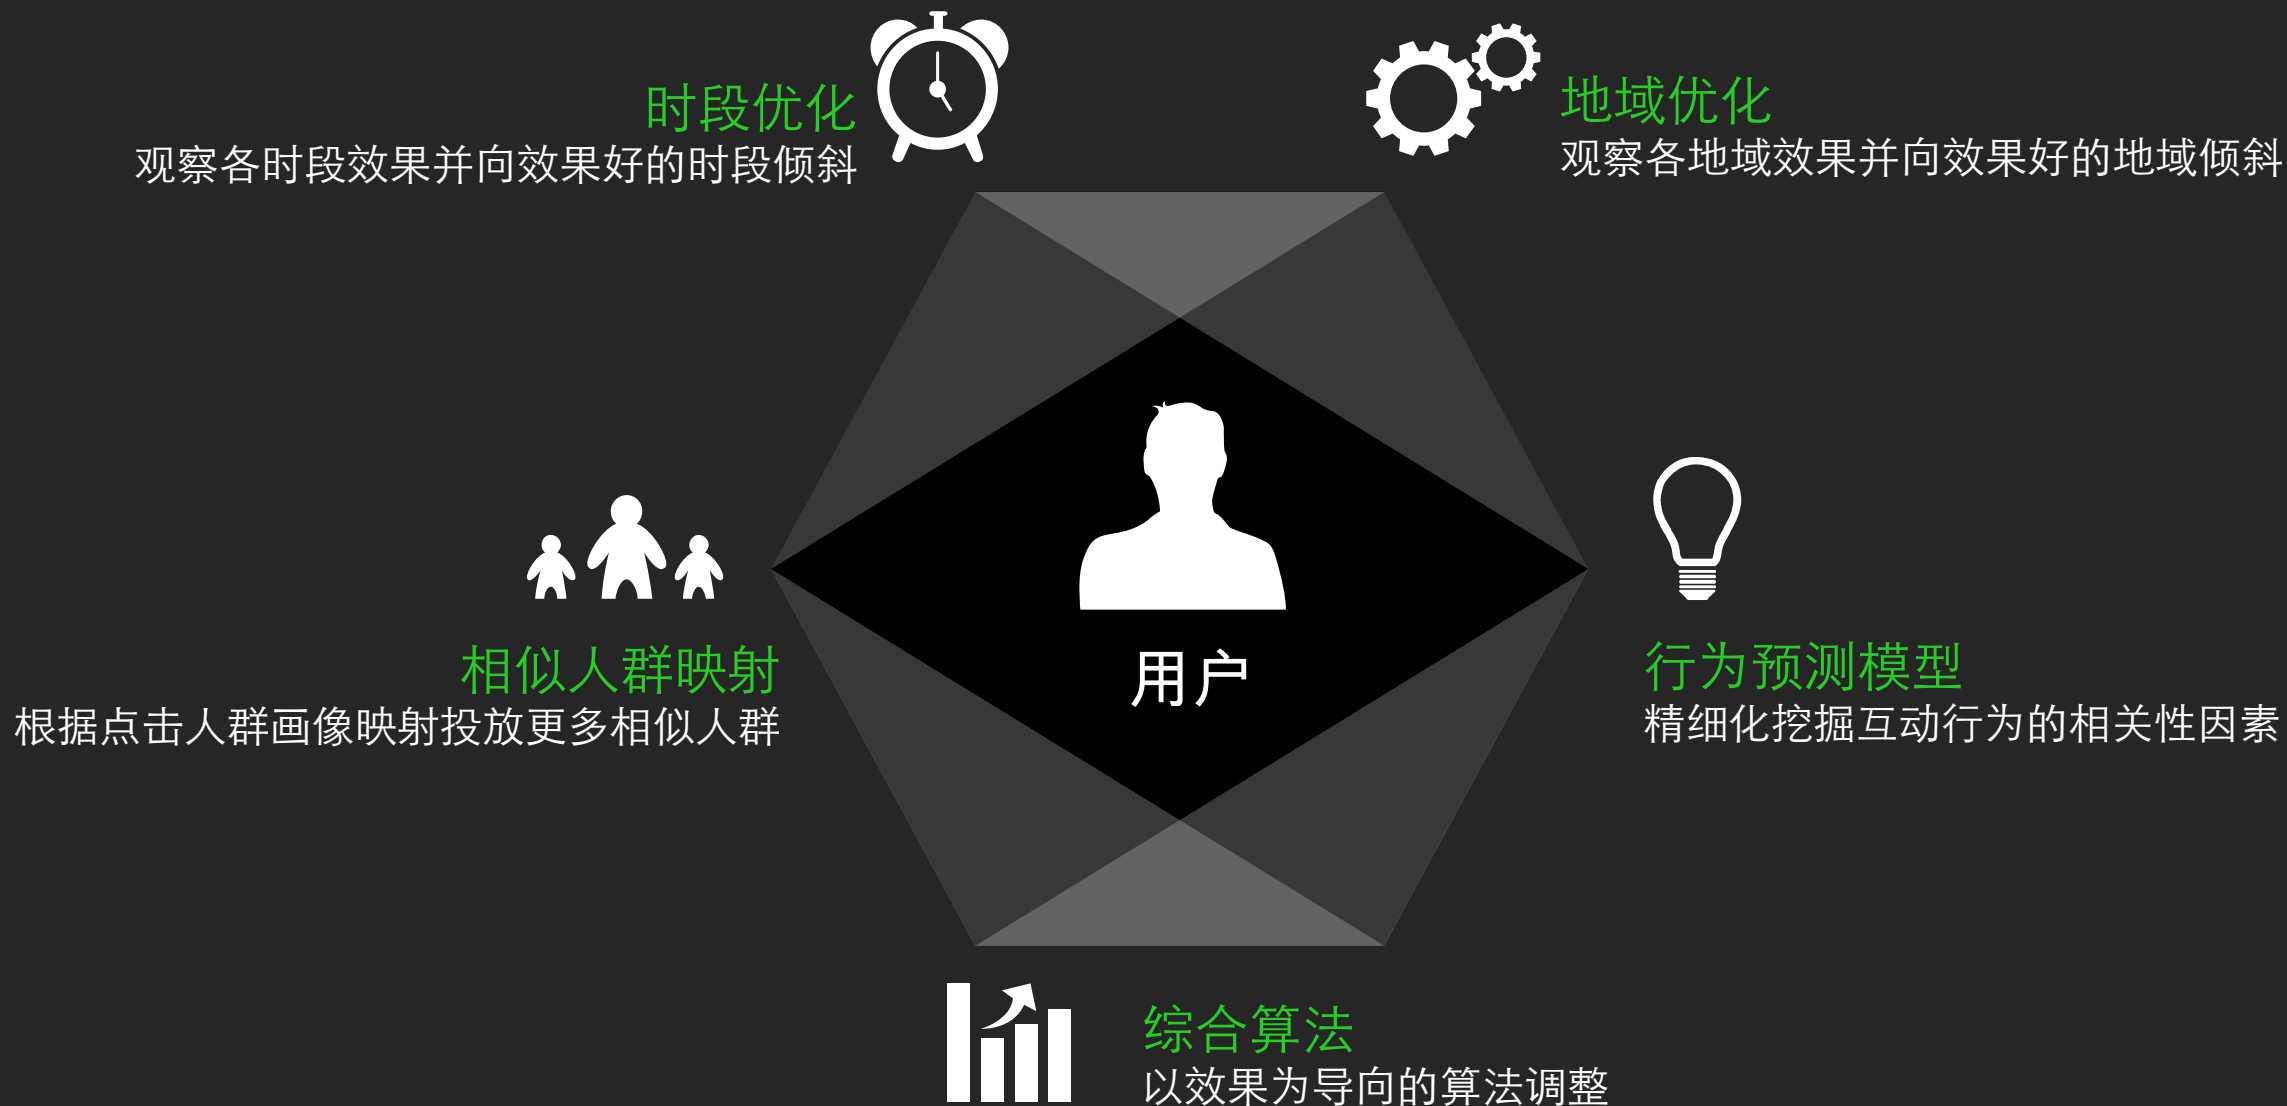 时段优化
观察各时段效果并向效果好的时段倾斜
地域优化
观察各地域效果并向效果好的地域倾斜
相似人群映射
根据点击人群画像映射投放更多相似人群
用户
行为预测模型
精细化挖掘互动行为的相关性因素
综合算法
以效果为导向的算法调整